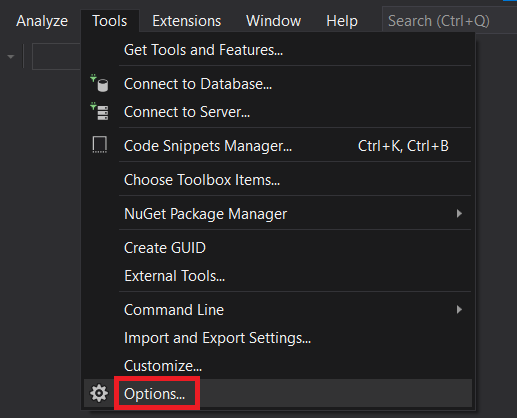 Analyze Tools Extensions Window Help Search (Ctrl+Q)
Get Tools and Features...
Connect to Database...
Connect to Server...
Code Snippets Manager... Ctrl+K, Ctrl+B
Choose Toolbox Items...
NuGet Package Manager
Create GUID
External Tools...
Command Line
Import and Export Settings...
Customize...
Options...